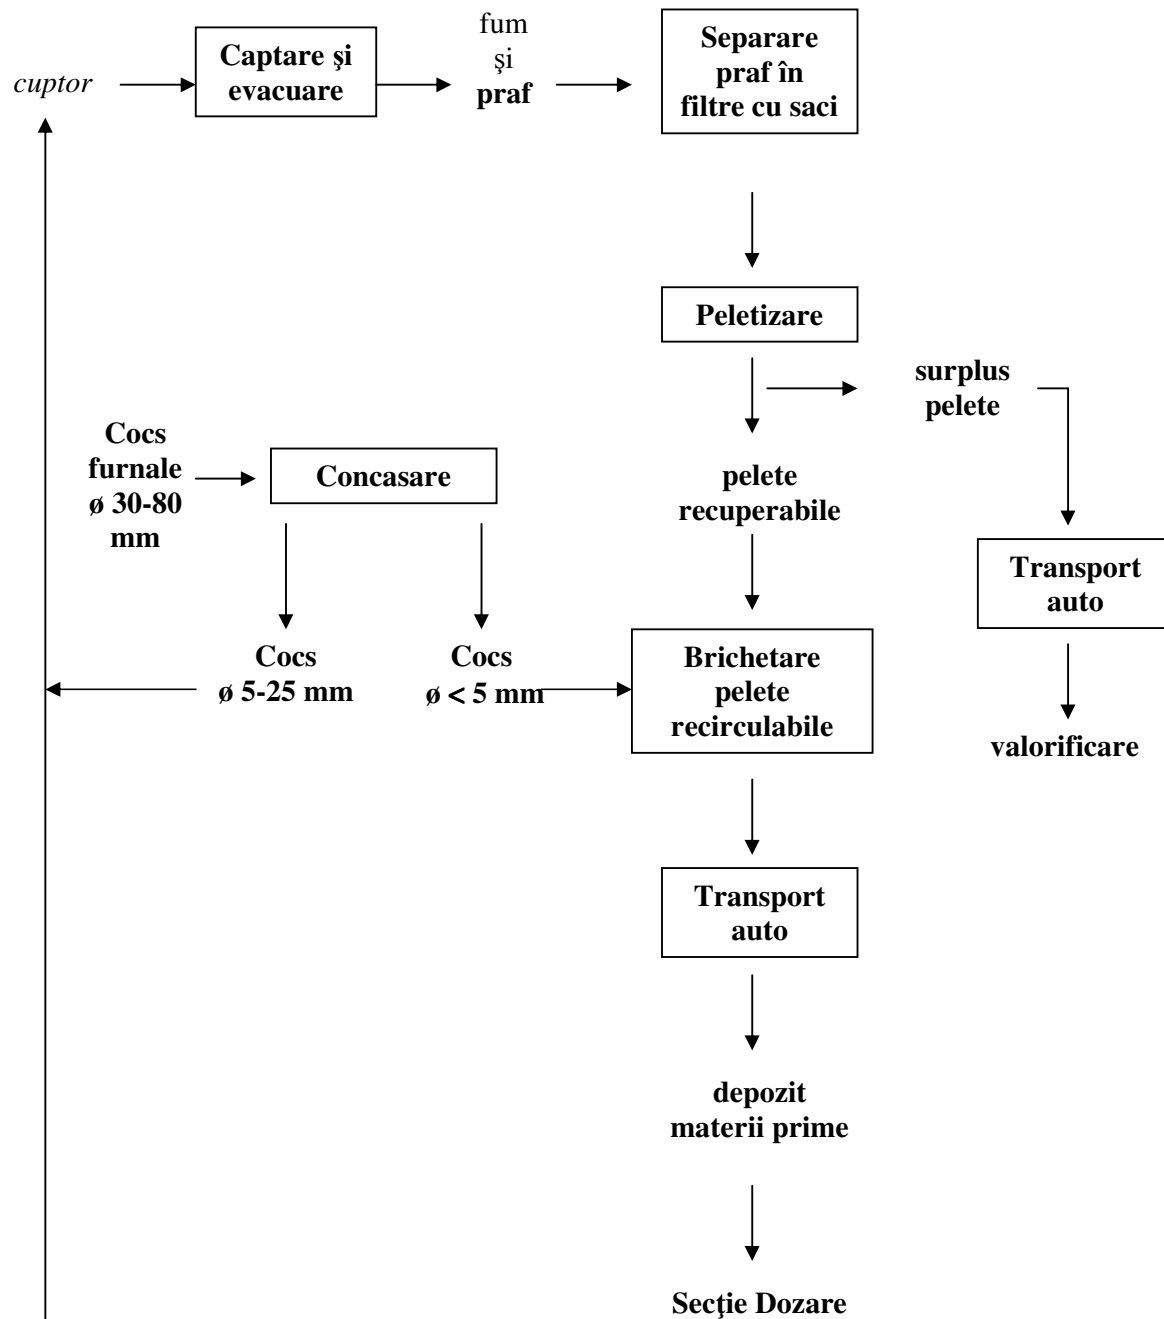 cuptor
Captare şi
evacuare
fum
şi
praf
Separare
praf în
filtre cu saci
Peletizare
surplus
pelete
Cocs
furnale
ø 30-80
mm
Concasare
pelete
recuperabile
Transport
auto
Cocs
ø 5-25 mm
Cocs
ø < 5 mm
Brichetare
pelete
recirculabile
valorificare
Transport
auto
depozit
materii prime
Secţie Dozare